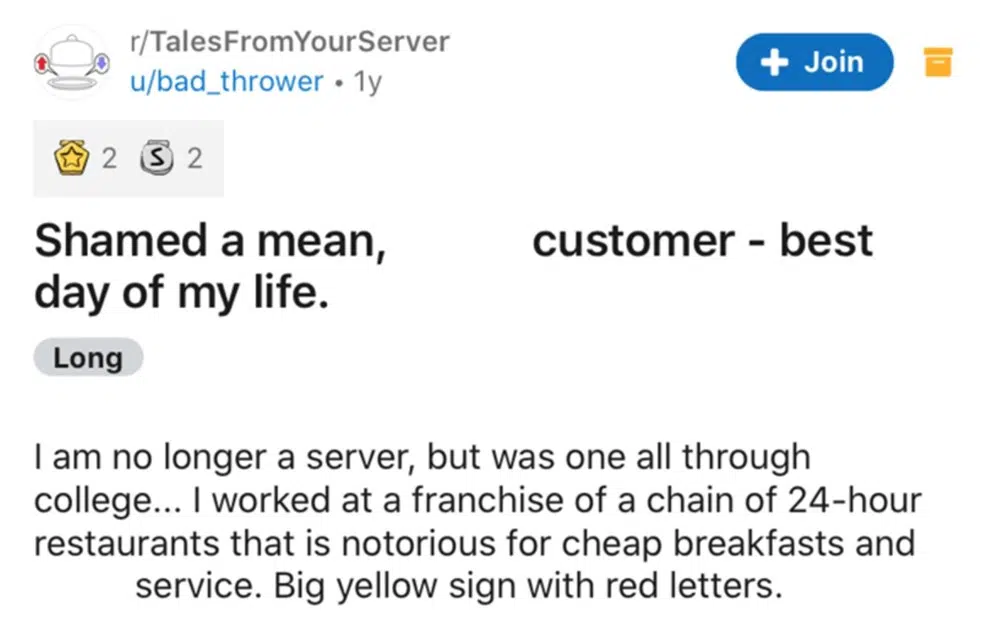 r/TalesFromYourServer
u/bad_thrower • 1y
+ Join
2 S 2
Shamed a mean, customer - best
day of my life.
Long
I am no longer a server, but was one all through
college... I worked at a franchise of a chain of 24-hour
restaurants that is notorious for cheap breakfasts and
service. Big yellow sign with red letters.